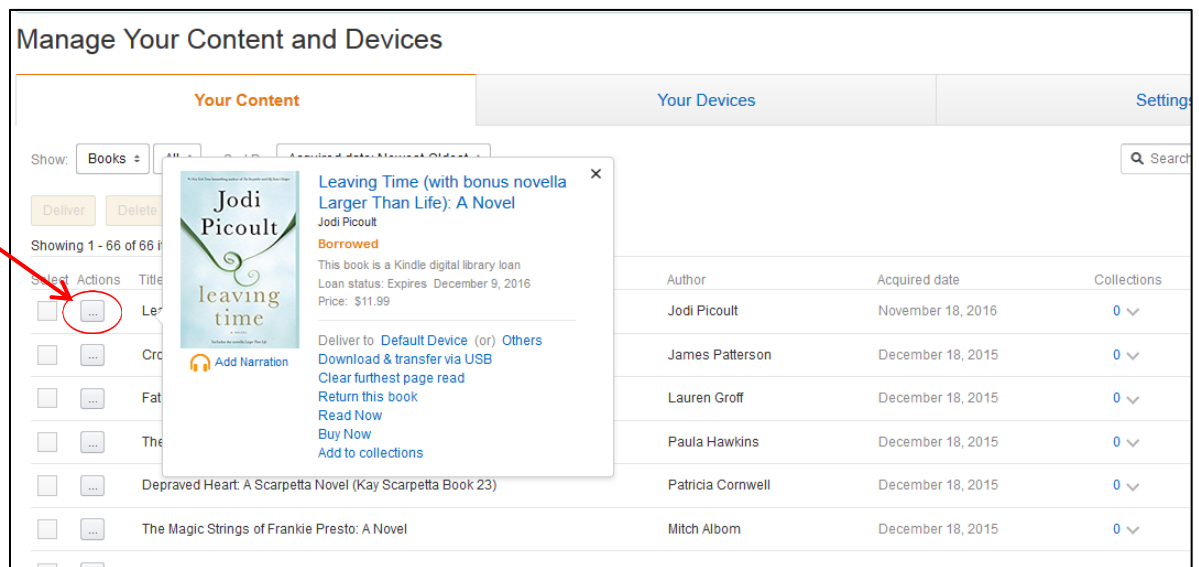 Manage Your Content and Devices
Your Content Your Devices Settings
Show: Books All
Search
Deliver Delete
Showing 1 - 66 of 66
Select Actions Title Author Acquired date Collections
... Jodi Picoult November 18, 2016 0
... James Patterson December 18, 2015 0
... Lauren Groff December 18, 2015 0
... The Paula Hawkins December 18, 2015 0
... Depraved Heart: A Scarpetta Novel (Kay Scarpetta Book 23) Patricia Cornwell December 18, 2015 0
... The Magic Strings of Frankie Presto: A Novel Mitch Albom December 18, 2015 0
Jodi
Picoult
leaving
time
Add Narration
Leaving Time (with bonus novella
Larger Than Life): A Novel
Jodi Picoult
Borrowed
This book is a Kindle digital library loan
Loan status: Expires December 9, 2016
Price: $11.99
Deliver to Default Device (or) Others
Download & transfer via USB
Clear furthest page read
Return this book
Read Now
Buy Now
Add to collections